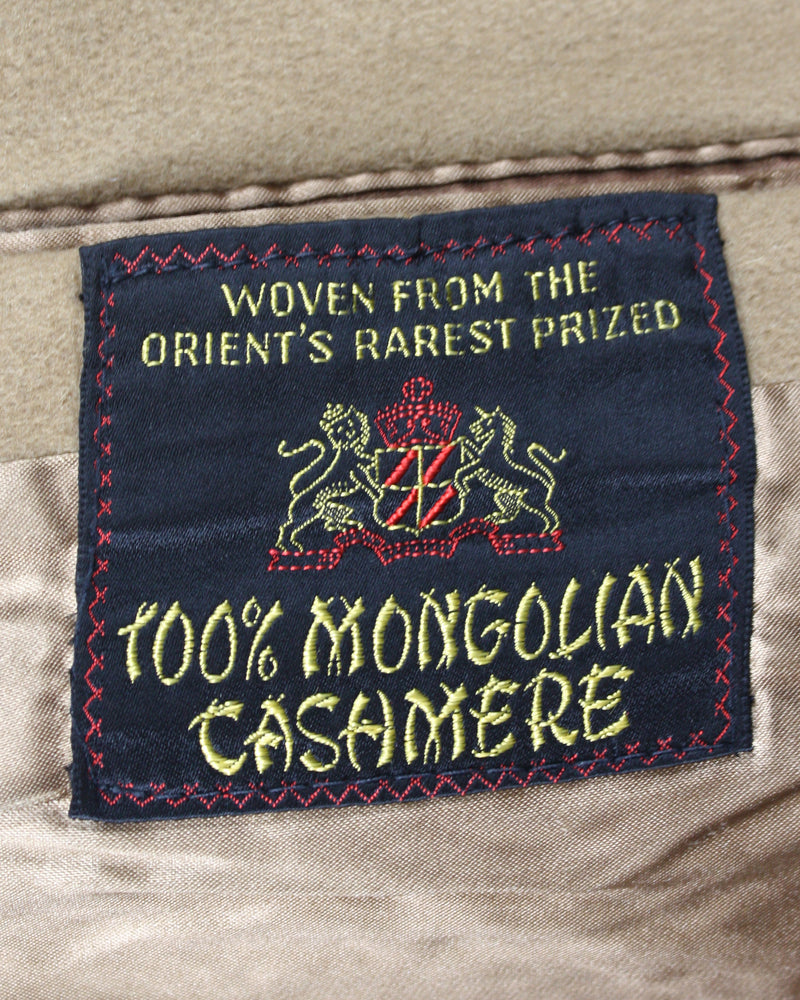 WOVEN FROM THE
ORIENT'S RAREST PRIZED
100% MONGOLIAN
CASHMERE